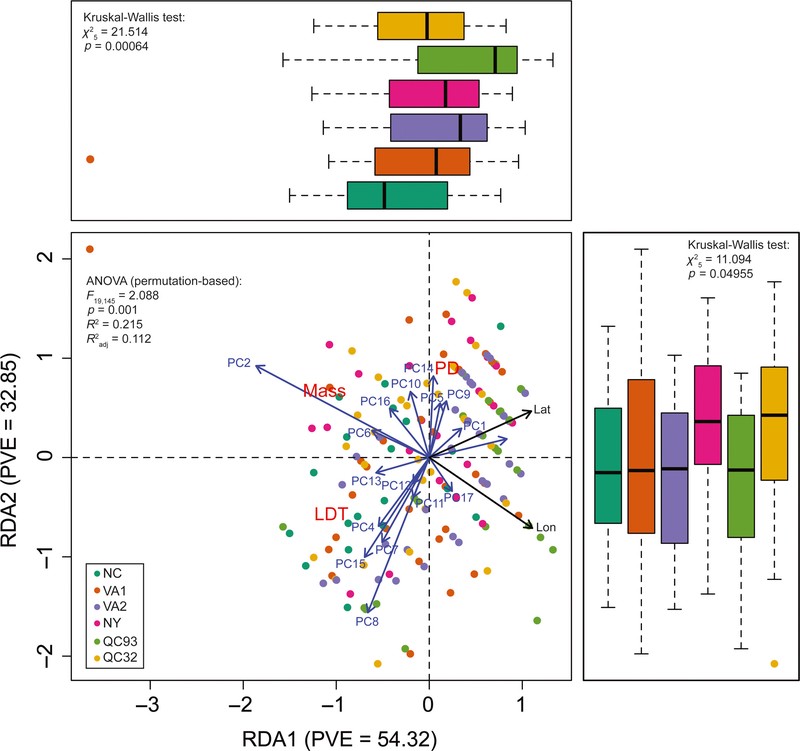 Kruskal-Wallis test:
χ²₅ = 21.514
p = 0.00064
Kruskal-Wallis test:
χ²₅ = 11.094
p = 0.04955
ANOVA (permutation-based):
F19.145 = 2.088
p = 0.001
R² = 0.215
R²adj = 0.112
PC2
Mass
PC14
PD
PC10
PC5
PC9
PC16
Lat
PC6
PC1
PC13
PC12
PC11
PC17
LDT
PC4
Lon
PC7
PC15
PC8
NC
VA1
VA2
NY
QC93
QC32
2
1
0
−1
−2
RDA2 (PVE = 32.85)
−3
−2
−1
0
1
RDA1 (PVE = 54.32)